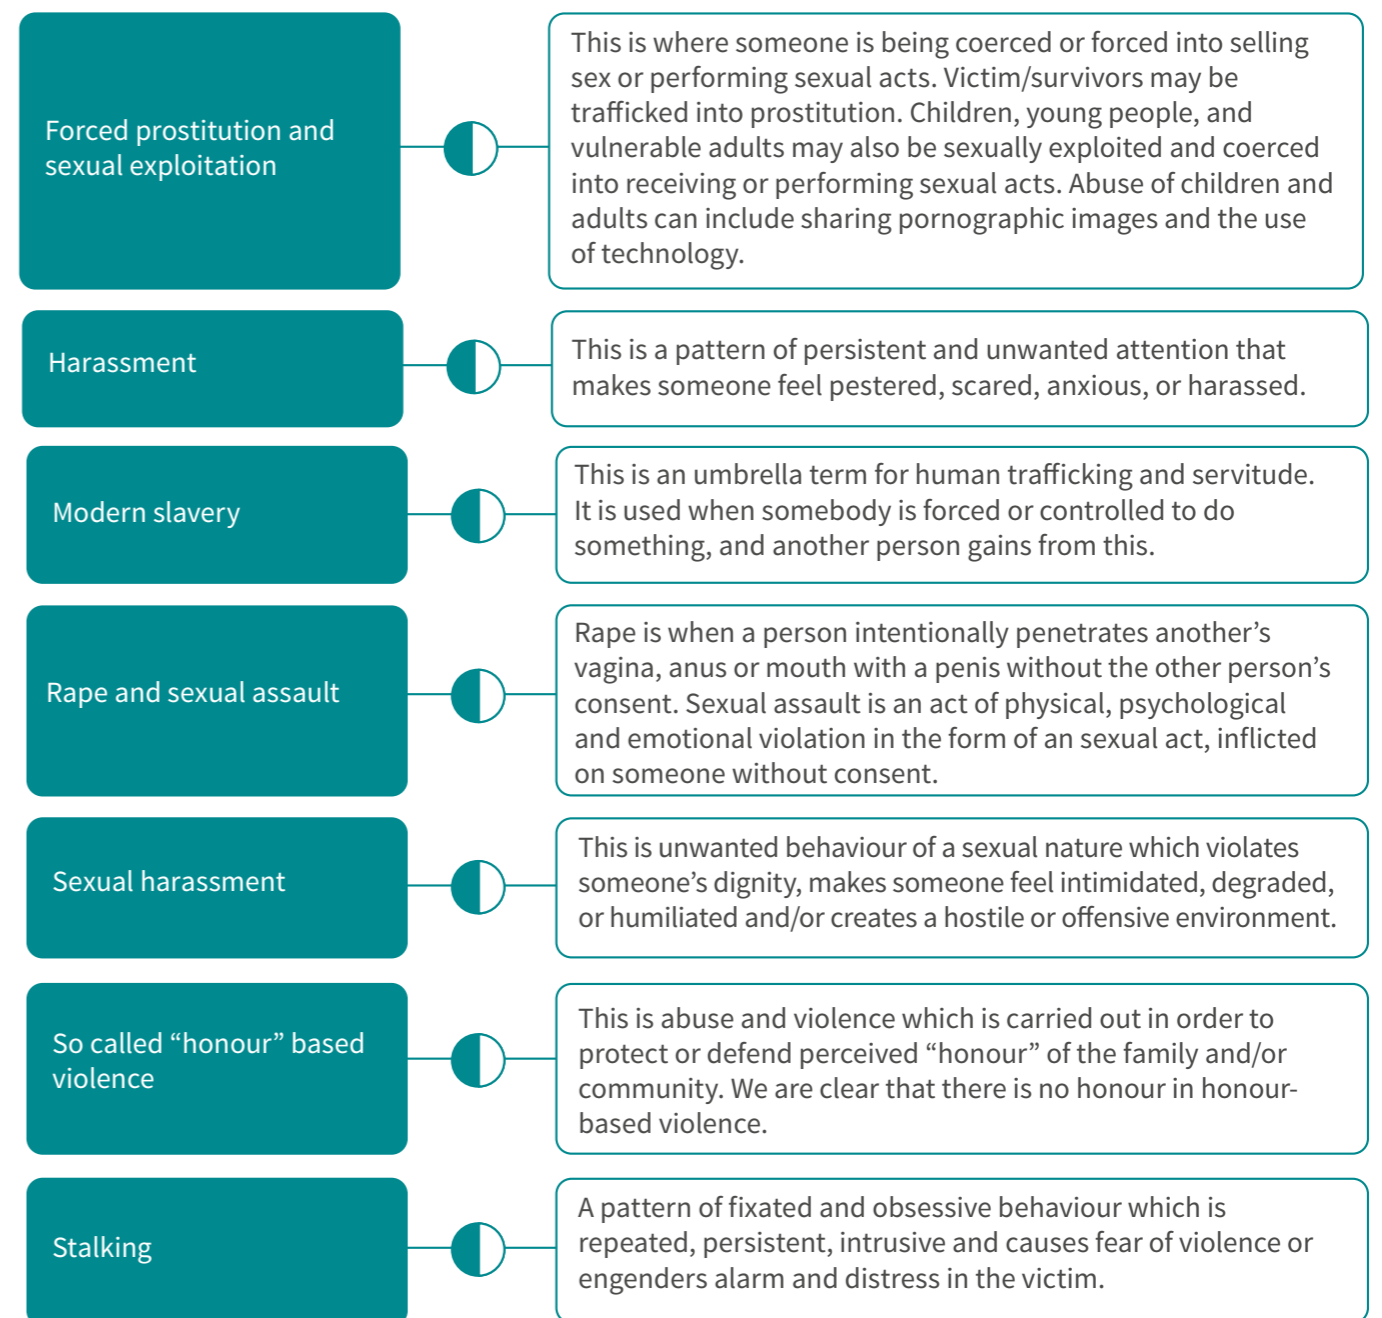 Forced prostitution and
sexual exploitation
This is where someone is being coerced or forced into selling
sex or performing sexual acts. Victim/survivors may be
trafficked into prostitution. Children, young people, and
vulnerable adults may also be sexually exploited and coerced
into receiving or performing sexual acts. Abuse of children and
adults can include sharing pornographic images and the use
of technology.
Harassment
This is a pattern of persistent and unwanted attention that
makes someone feel pestered, scared, anxious, or harassed.
Modern slavery
This is an umbrella term for human trafficking and servitude.
It is used when somebody is forced or controlled to do
something, and another person gains from this.
Rape and sexual assault
Rape is when a person intentionally penetrates another’s
vagina, anus or mouth with a penis without the other person’s
consent. Sexual assault is an act of physical, psychological
and emotional violation in the form of an sexual act, inflicted
on someone without consent.
Sexual harassment
This is unwanted behaviour of a sexual nature which violates
someone’s dignity, makes someone feel intimidated, degraded,
or humiliated and/or creates a hostile or offensive environment.
So called “honour” based
violence
This is abuse and violence which is carried out in order to
protect or defend perceived “honour” of the family and/or
community. We are clear that there is no honour in honour-
based violence.
Stalking
A pattern of fixated and obsessive behaviour which is
repeated, persistent, intrusive and causes fear of violence or
engenders alarm and distress in the victim.